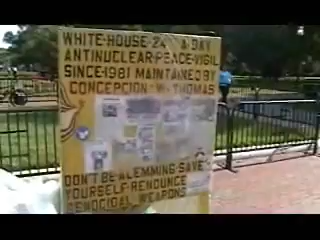 WHITE·HOUSE·24 A·DAY
ANTINUCLEAR·PEACE·VIGIL
SINCE·1981 MAINTAINED·BY
CONCEPCION·W·THOMAS
DON'T·BE·A·LEMMING·SAVE
YOURSELF·RENOUNCE
GENOCIDAL WEAPONS